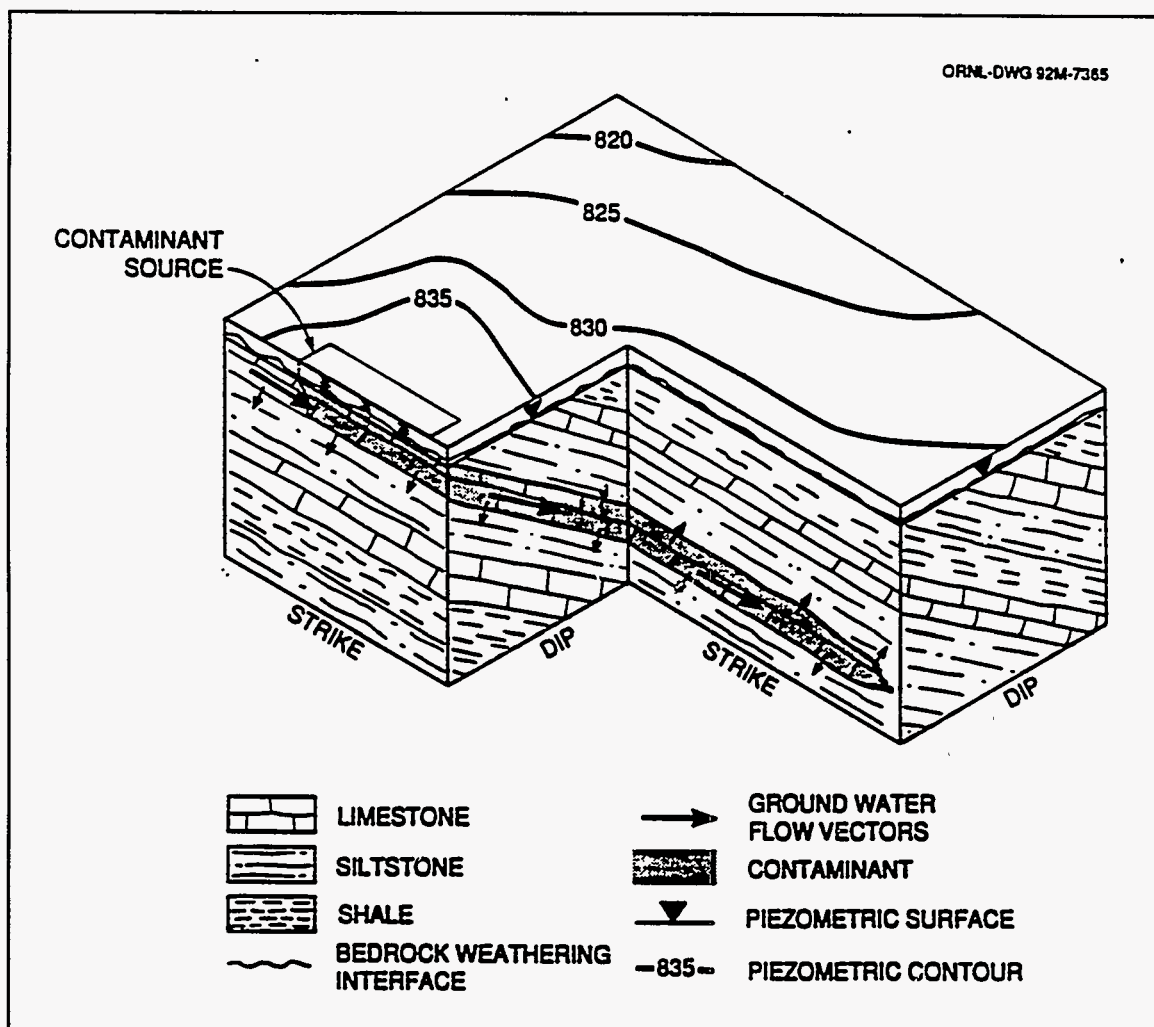 ORNL-DWG 92M-7365
820
825
CONTAMINANT
SOURCE
835
830
STRIKE
DIP
STRIKE
DIP
LIMESTONE
SILTSTONE
SHALE
BEDROCK WEATHERING
INTERFACE
GROUND WATER
FLOW VECTORS
CONTAMINANT
PIEZOMETRIC SURFACE
835
PIEZOMETRIC CONTOUR